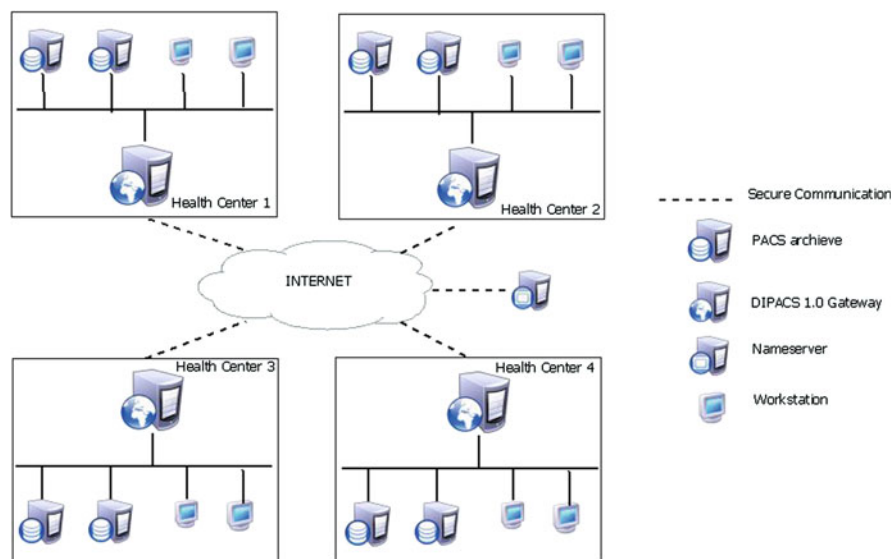 Health Center 1
Health Center 2
INTERNET
Health Center 3
Health Center 4
Secure Communication
PACS archieve
DIPACS 1.0 Gateway
Nameserver
Workstation